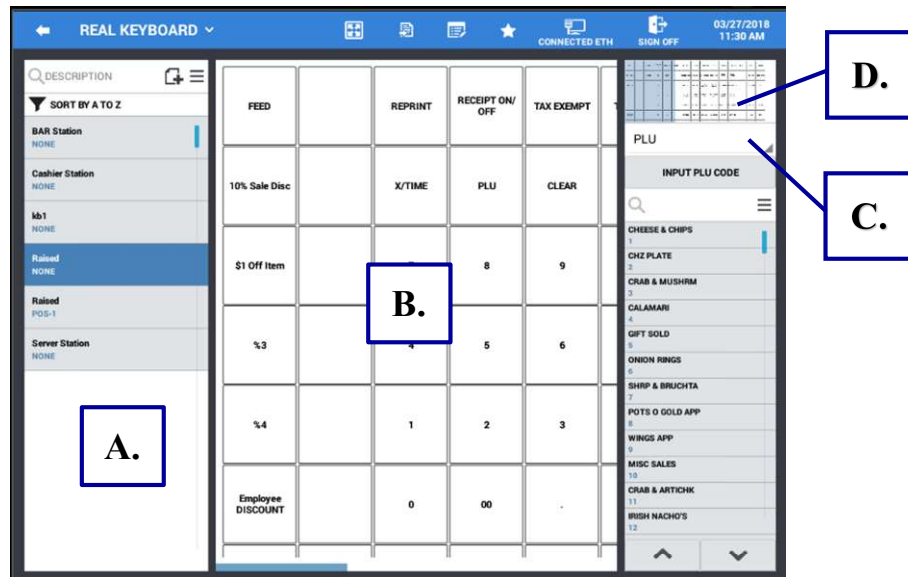 REAL KEYBOARD
CONNECTED ETH
SIGN OFF
03/27/2018
11:30 AM
DESCRIPTION
SORT BY A TO Z
BAR Station
NONE
Cashier Station
NONE
kb1
NONE
Raised
NONE
Raised
POS-1
Server Station
NONE
A.
FEED
REPRINT
RECEIPT ON/
OFF
TAX EXEMPT
10% Sale Disc
X/TIME
PLU
CLEAR
$1 Off Item
8
9
B.
%3
4
5
6
%4
1
2
3
Employee
DISCOUNT
0
00
.
PLU
INPUT PLU CODE
CHEESE & CHIPS
1
CHZ PLATE
2
CRAB & MUSHRM
3
CALAMARI
4
GIFT SOLD
5
ONION RINGS
6
SHRP & BRUCHTA
7
POTS O GOLD APP
8
WINGS APP
9
MISC SALES
10
CRAB & ARTICHK
11
IRISH NACHO'S
12
D.
C.